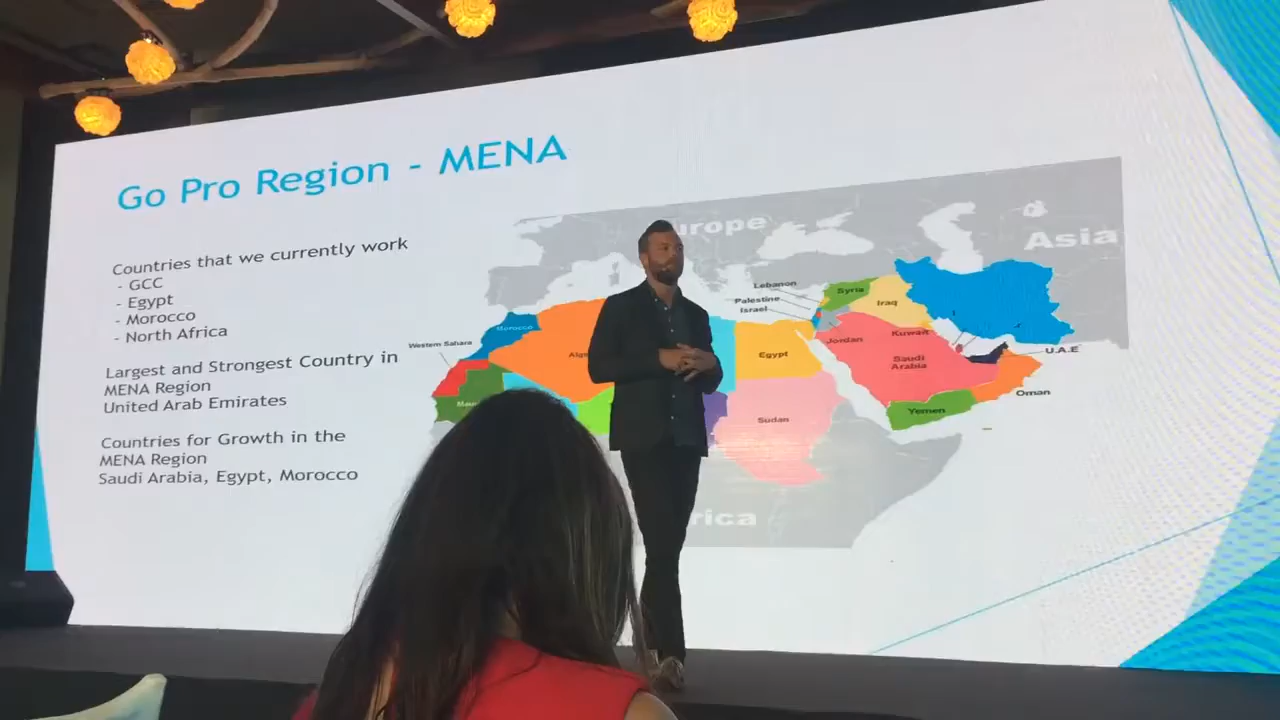 Go Pro Region - MENA
Countries that we currently work
- GCC
- Egypt
- Morocco
- North Africa
Largest and Strongest Country in
MENA Region
United Arab Emirates
Countries for Growth in the
MENA Region
Saudi Arabia, Egypt, Morocco
urope
Asia
Lebanon
Syria
Palestine
Iraq
Israel
Morocco
Jordan
Kuwait
Western Sahara
Egypt
Saudi
Arabia
U.A.E
Oman
Yemen
Sudan
rica